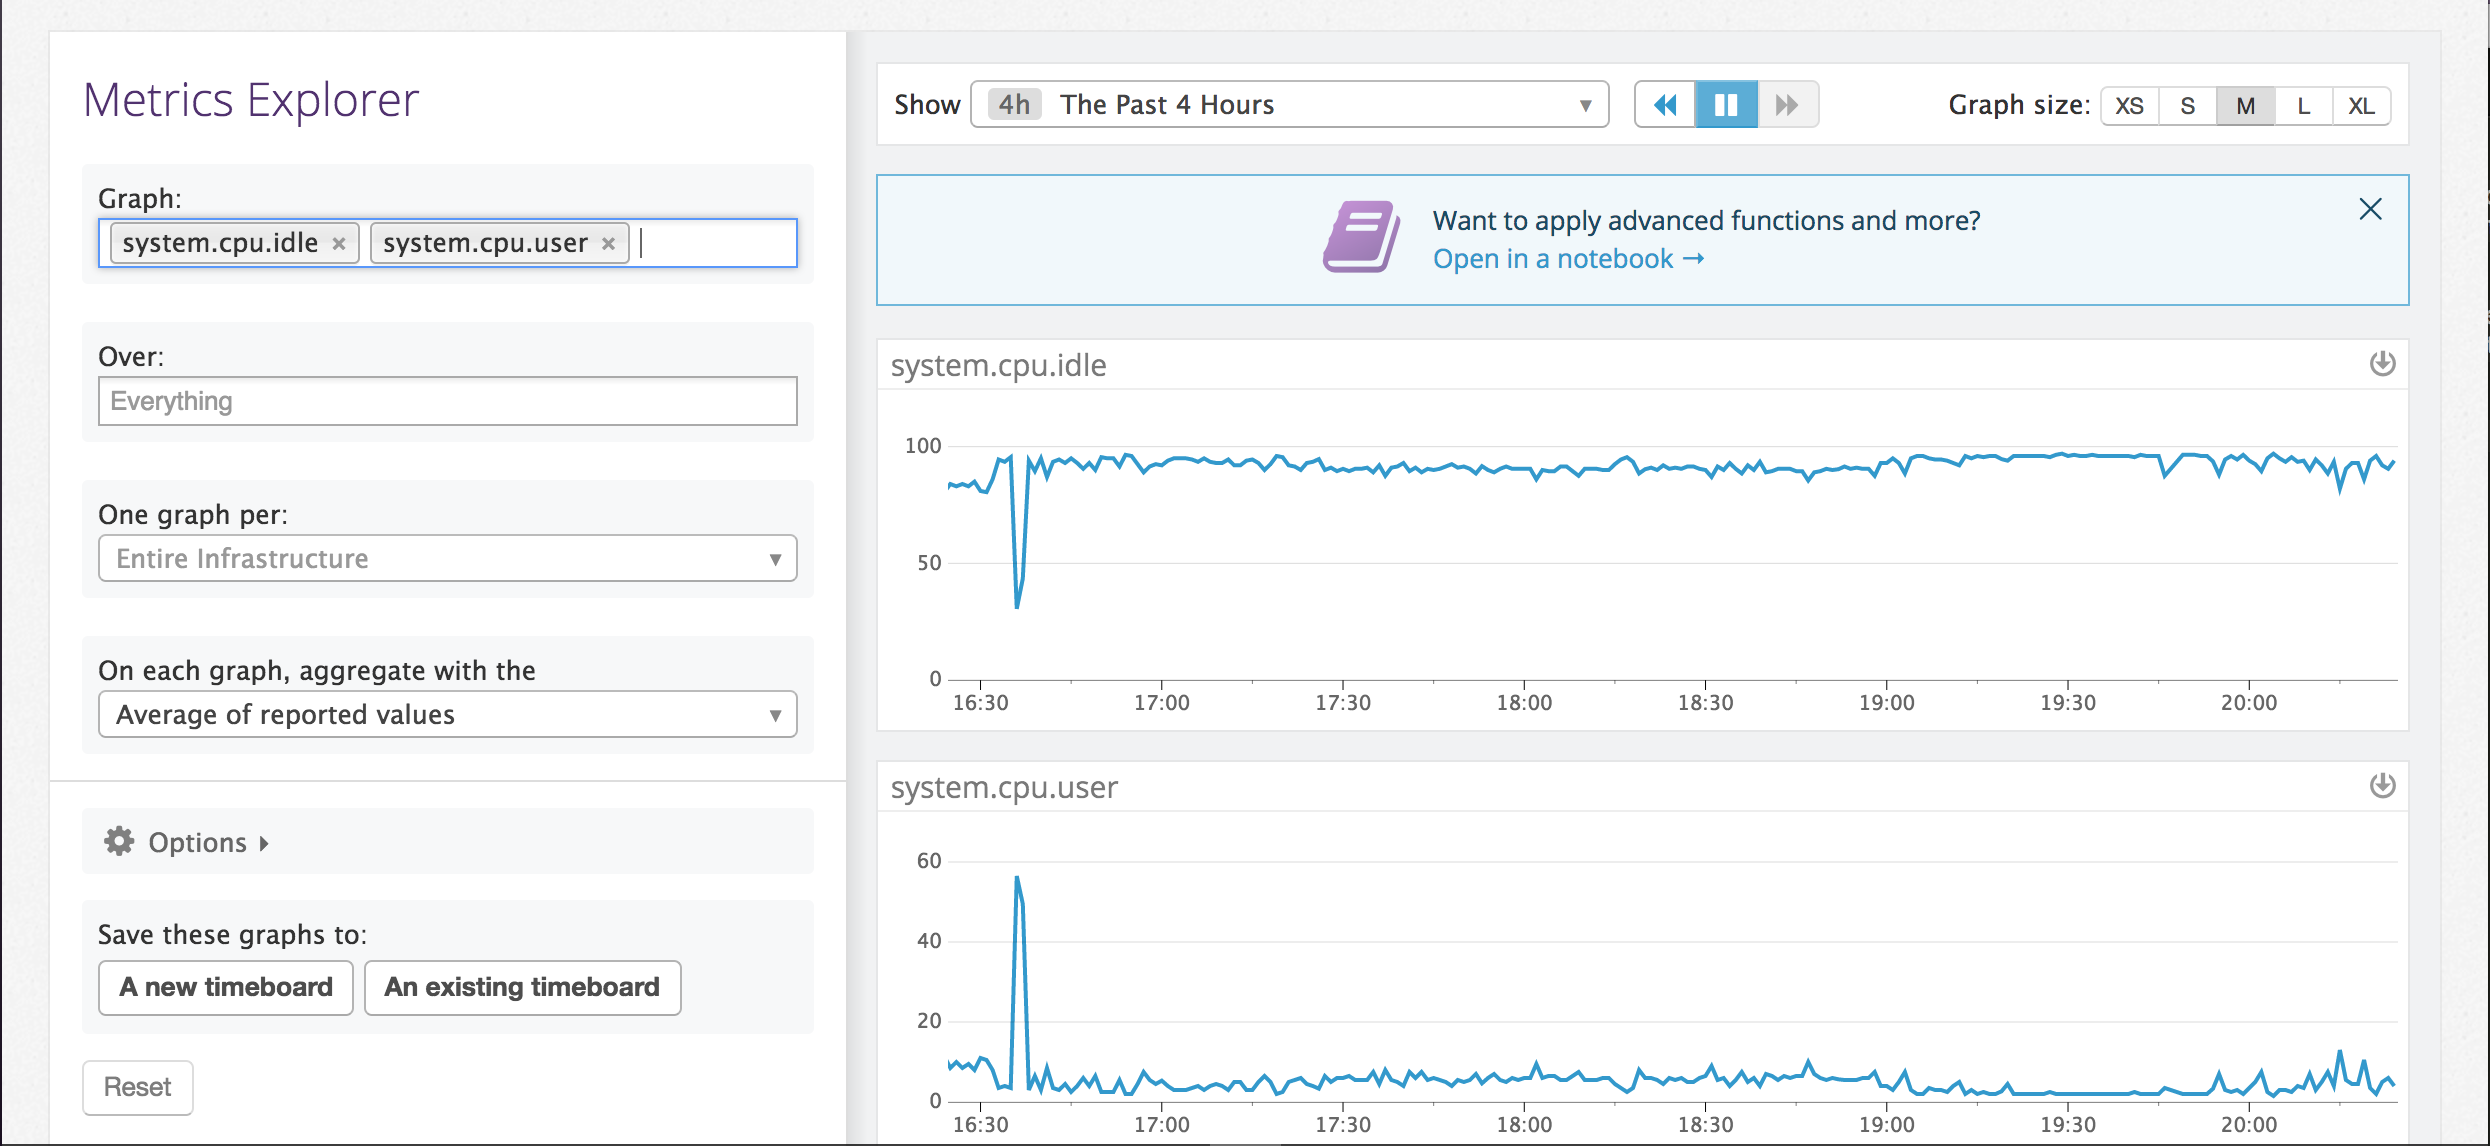 Metrics Explorer
Graph:
system.cpu.idle × system.cpu.user ×
Over:
Everything
One graph per:
Entire Infrastructure
On each graph, aggregate with the
Average of reported values
Options
Save these graphs to:
A new timeboard An existing timeboard
Reset
Show 4h The Past 4 Hours Graph size: XS S M L XL
Want to apply advanced functions and more?
Open in a notebook →
system.cpu.idle
100
50
0
16:30 17:00 17:30 18:00 18:30 19:00 19:30 20:00
system.cpu.user
60
40
20
0
16:30 17:00 17:30 18:00 18:30 19:00 19:30 20:00